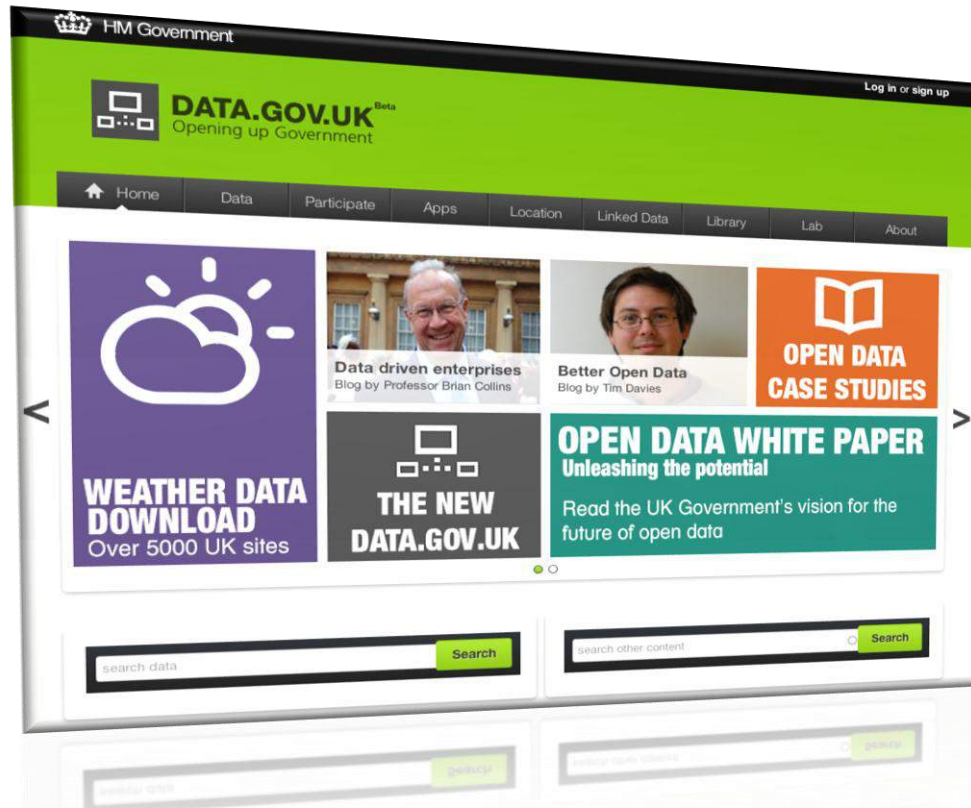 HM Government
Log in or sign up
DATA.GOV.UK Beta
Opening up Government
Home
Data
Participate
Apps
Location
Linked Data
Library
Lab
About
WEATHER DATA
DOWNLOAD
Over 5000 UK sites
Data driven enterprises
Blog by Professor Brian Collins
Better Open Data
Blog by Tim Davies
OPEN DATA
CASE STUDIES
THE NEW
DATA.GOV.UK
OPEN DATA WHITE PAPER
Unleashing the potential
Read the UK Government's vision for the
future of open data
<
>
search data
Search
search other content
Search